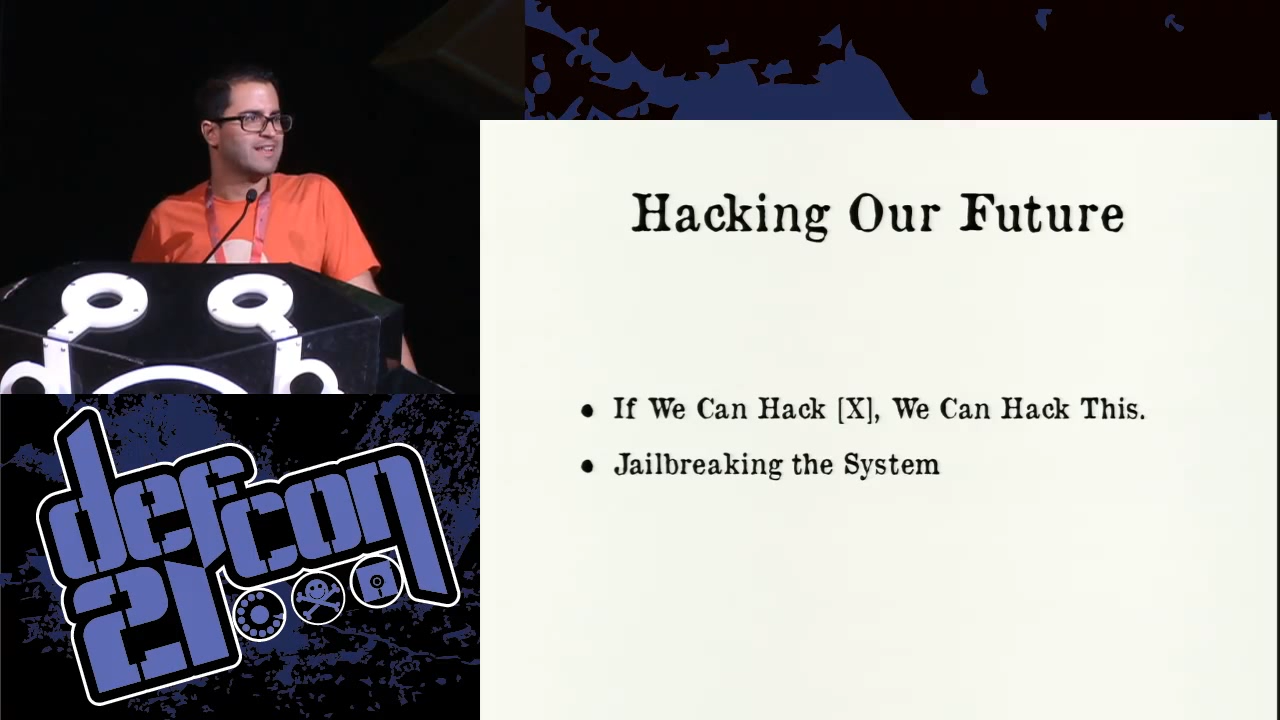 Hacking Our Future
• If We Can Hack [X], We Can Hack This.
• Jailbreaking the System
defcon
21